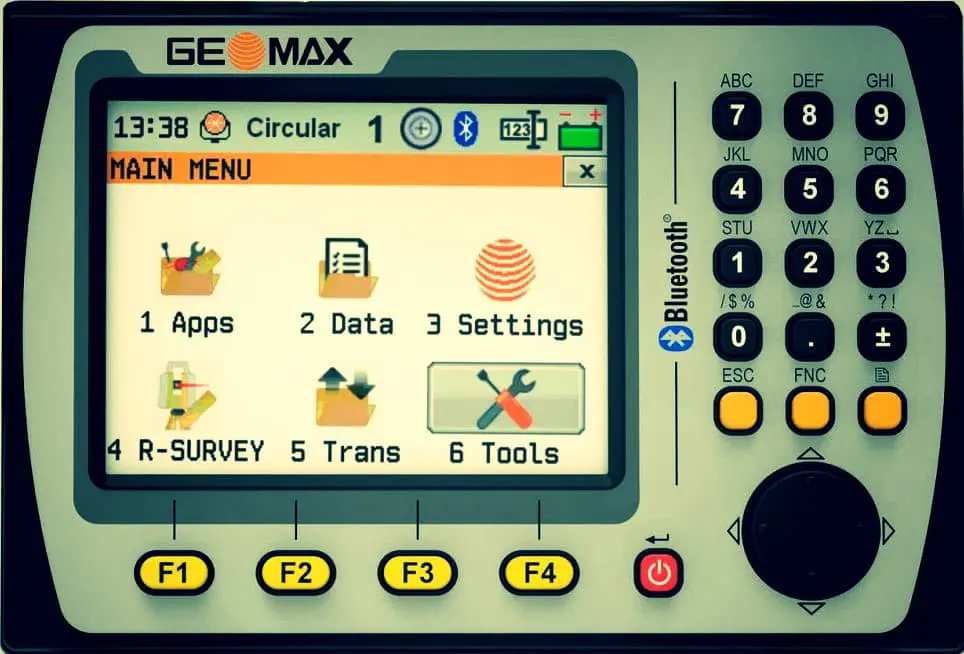 GEOMAX
13:38 Circular 1 123
MAIN MENU x
1 Apps 2 Data 3 Settings
4 R-SURVEY 5 Trans 6 Tools
F1 F2 F3 F4
Bluetooth®
ABC DEF GHI
7 8 9
JKL MNO PQR
4 5 6
STU VWX YZ⎵
1 2 3
/$% _@& *?!
0 . ±
ESC FNC